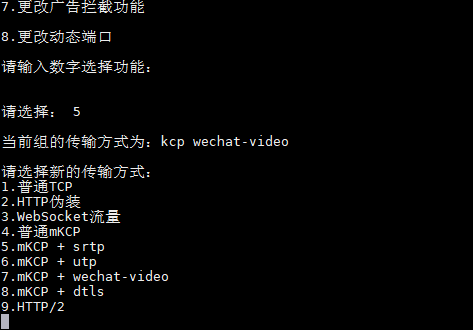 7.更改广告拦截功能
8.更改动态端口
请输入数字选择功能：
请选择： 5
当前组的传输方式为：kcp wechat-video
请选择新的传输方式：
1.普通TCP
2.HTTP伪装
3.WebSocket流量
4.普通mKCP
5.mKCP + srtp
6.mKCP + utp
7.mKCP + wechat-video
8.mKCP + dtls
9.HTTP/2